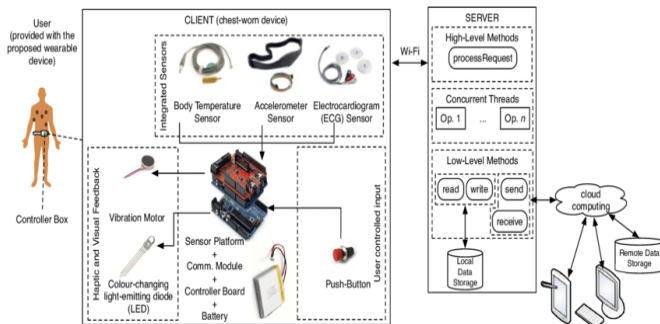 User
(provided with the
proposed wearable
device)
Controller Box
CLIENT (chest-worn device)
Integrated Sensors
Body Temperature
Sensor
Accelerometer
Sensor
Electrocardiogram
(ECG) Sensor
Haptic and Visual Feedback
Vibration Motor
Colour-changing
light-emitting diode
(LED)
Sensor Platform
+
Comm. Module
+
Controller Board
+
Battery
User controlled input
Push-Button
Wi-Fi
SERVER
High-Level Methods
processRequest
Concurrent Threads
Op. 1
...
Op. n
Low-Level Methods
read
write
send
receive
Local
Data
Storage
cloud
computing
Remote Data
Storage